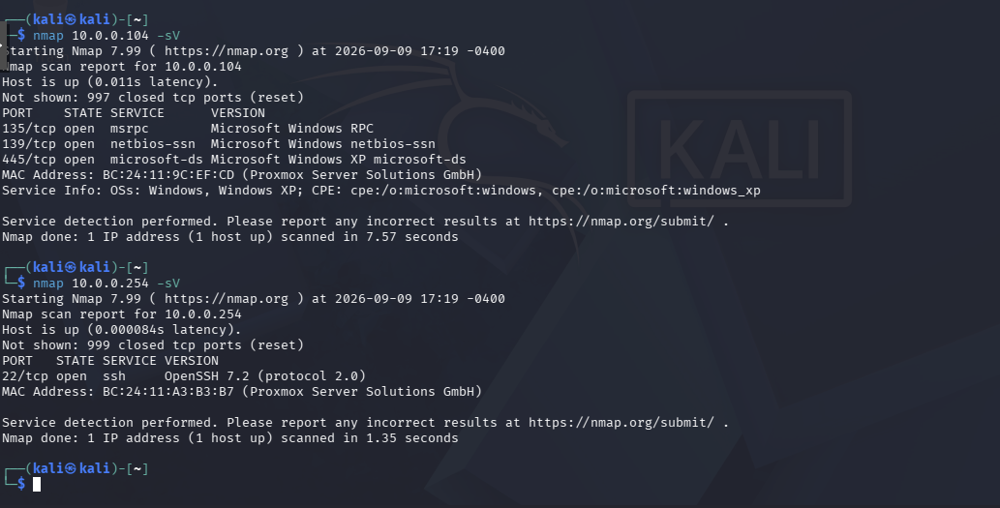 ┌──(kali㉿kali)-[~]
└─$ nmap 10.0.0.104 -sV
Starting Nmap 7.99 ( https://nmap.org ) at 2026-09-09 17:19 -0400
Nmap scan report for 10.0.0.104
Host is up (0.011s latency).
Not shown: 997 closed tcp ports (reset)
PORT    STATE SERVICE      VERSION
135/tcp open  msrpc        Microsoft Windows RPC
139/tcp open  netbios-ssn  Microsoft Windows netbios-ssn
445/tcp open  microsoft-ds Microsoft Windows XP microsoft-ds
MAC Address: BC:24:11:9C:EF:CD (Proxmox Server Solutions GmbH)
Service Info: OSs: Windows, Windows XP; CPE: cpe:/o:microsoft:windows, cpe:/o:microsoft:windows_xp
Service detection performed. Please report any incorrect results at https://nmap.org/submit/ .
Nmap done: 1 IP address (1 host up) scanned in 7.57 seconds
┌──(kali㉿kali)-[~]
└─$ nmap 10.0.0.254 -sV
Starting Nmap 7.99 ( https://nmap.org ) at 2026-09-09 17:19 -0400
Nmap scan report for 10.0.0.254
Host is up (0.000084s latency).
Not shown: 999 closed tcp ports (reset)
PORT   STATE SERVICE VERSION
22/tcp open  ssh     OpenSSH 7.2 (protocol 2.0)
MAC Address: BC:24:11:A3:B3:B7 (Proxmox Server Solutions GmbH)
Service detection performed. Please report any incorrect results at https://nmap.org/submit/ .
Nmap done: 1 IP address (1 host up) scanned in 1.35 seconds
┌──(kali㉿kali)-[~]
└─$
KALI